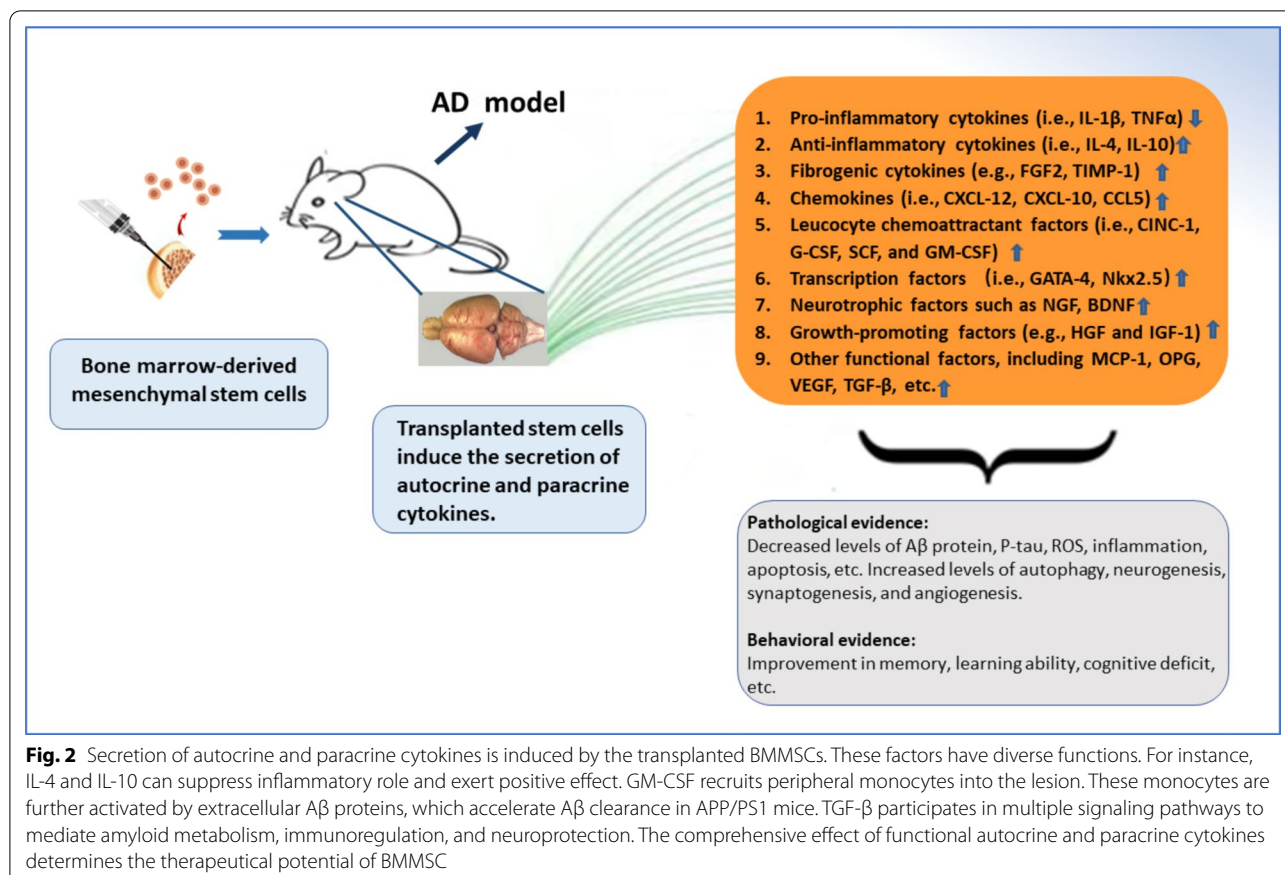 AD model
Bone marrow-derived
mesenchymal stem cells
Transplanted stem cells
induce the secretion of
autocrine and paracrine
cytokines.
1. Pro-inflammatory cytokines (i.e., IL-1β, TNFα)
2. Anti-inflammatory cytokines (i.e., IL-4, IL-10)
3. Fibrogenic cytokines (e.g., FGF2, TIMP-1)
4. Chemokines (i.e., CXCL-12, CXCL-10, CCL5)
5. Leucocyte chemoattractant factors (i.e., CINC-1,
G-CSF, SCF, and GM-CSF)
6. Transcription factors (i.e., GATA-4, Nkx2.5)
7. Neurotrophic factors such as NGF, BDNF
8. Growth-promoting factors (e.g., HGF and IGF-1)
9. Other functional factors, including MCP-1, OPG,
VEGF, TGF-β, etc.
Pathological evidence:
Decreased levels of Aβ protein, P-tau, ROS, inflammation,
apoptosis, etc. Increased levels of autophagy, neurogenesis,
synaptogenesis, and angiogenesis.
Behavioral evidence:
Improvement in memory, learning ability, cognitive deficit,
etc.
Fig. 2 Secretion of autocrine and paracrine cytokines is induced by the transplanted BMMSCs. These factors have diverse functions. For instance,
IL-4 and IL-10 can suppress inflammatory role and exert positive effect. GM-CSF recruits peripheral monocytes into the lesion. These monocytes are
further activated by extracellular Aβ proteins, which accelerate Aβ clearance in APP/PS1 mice. TGF-β participates in multiple signaling pathways to
mediate amyloid metabolism, immunoregulation, and neuroprotection. The comprehensive effect of functional autocrine and paracrine cytokines
determines the therapeutical potential of BMMSC